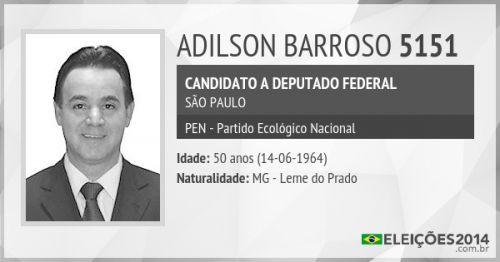 ADILSON BARROSO 5151
CANDIDATO A DEPUTADO FEDERAL
SÃO PAULO
PEN - Partido Ecológico Nacional
Idade: 50 anos (14-06-1964)
Naturalidade: MG - Leme do Prado
ELEIÇÕES2014
.com.br